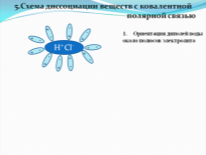 5.Схема диссоциации веществ с ковалентной
полярной связью
H⁺Cl⁻
1. Ориентация диполей воды
около полюсов электролита